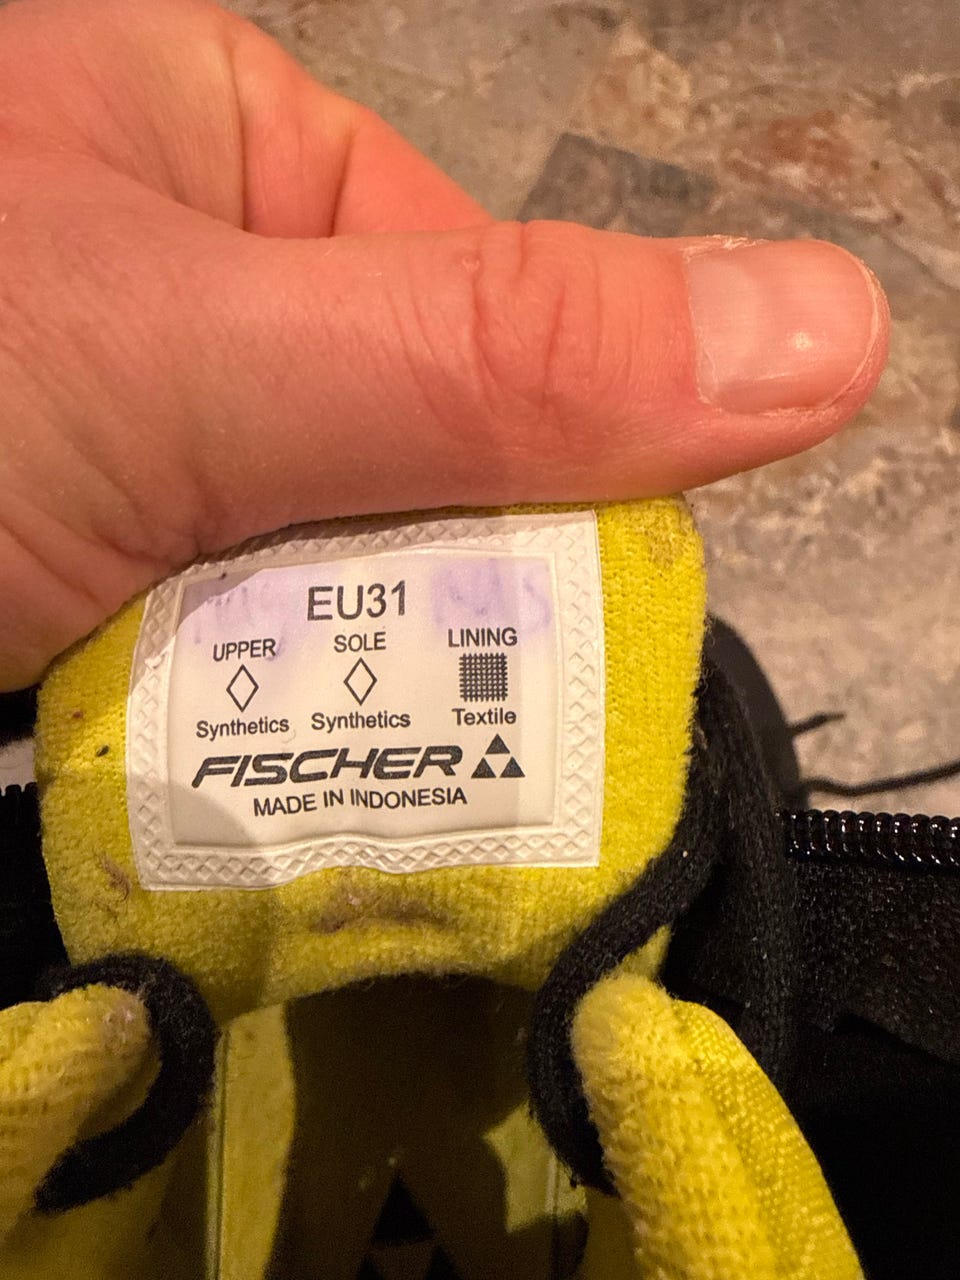 EU31
UPPER SOLE LINING
Synthetics Synthetics Textile
FISCHER
MADE IN INDONESIA